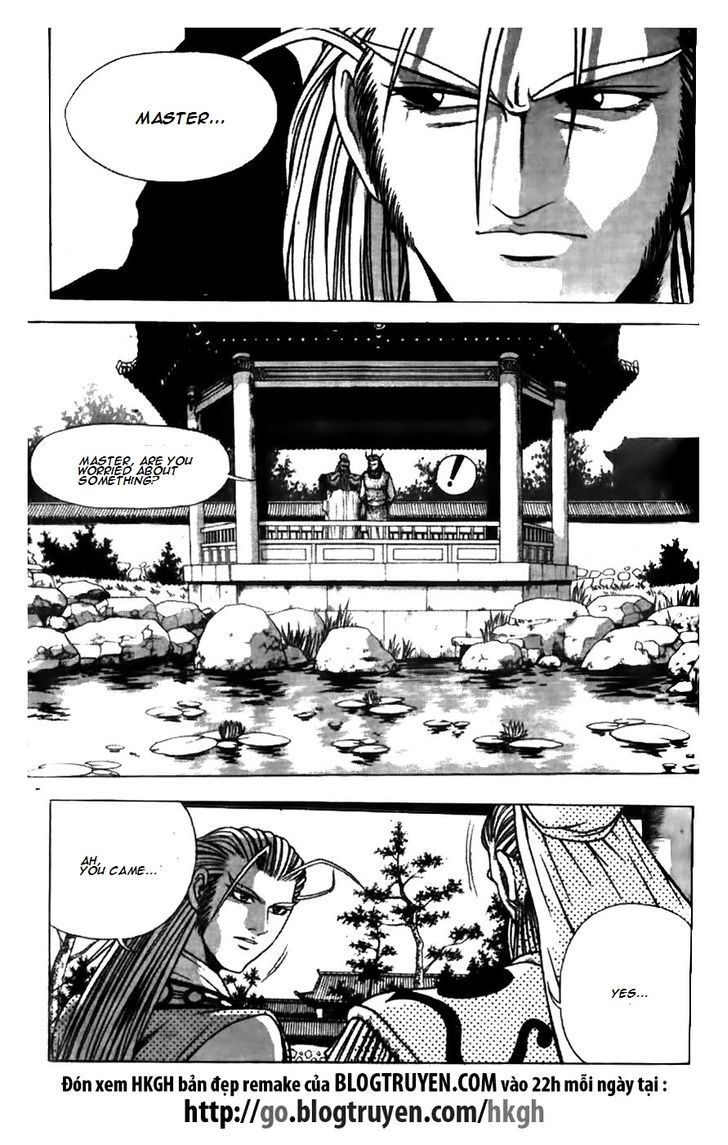 MASTER...
MASTER, ARE YOU
WORRIED ABOUT
SOMETHING?
!
AH,
YOU CAME...
YES...
Đón xem HKGH bản đẹp remake của BLOGTRUYEN.COM vào 22h mỗi ngày tại :
http://go.blogtruyen.com/hkgh